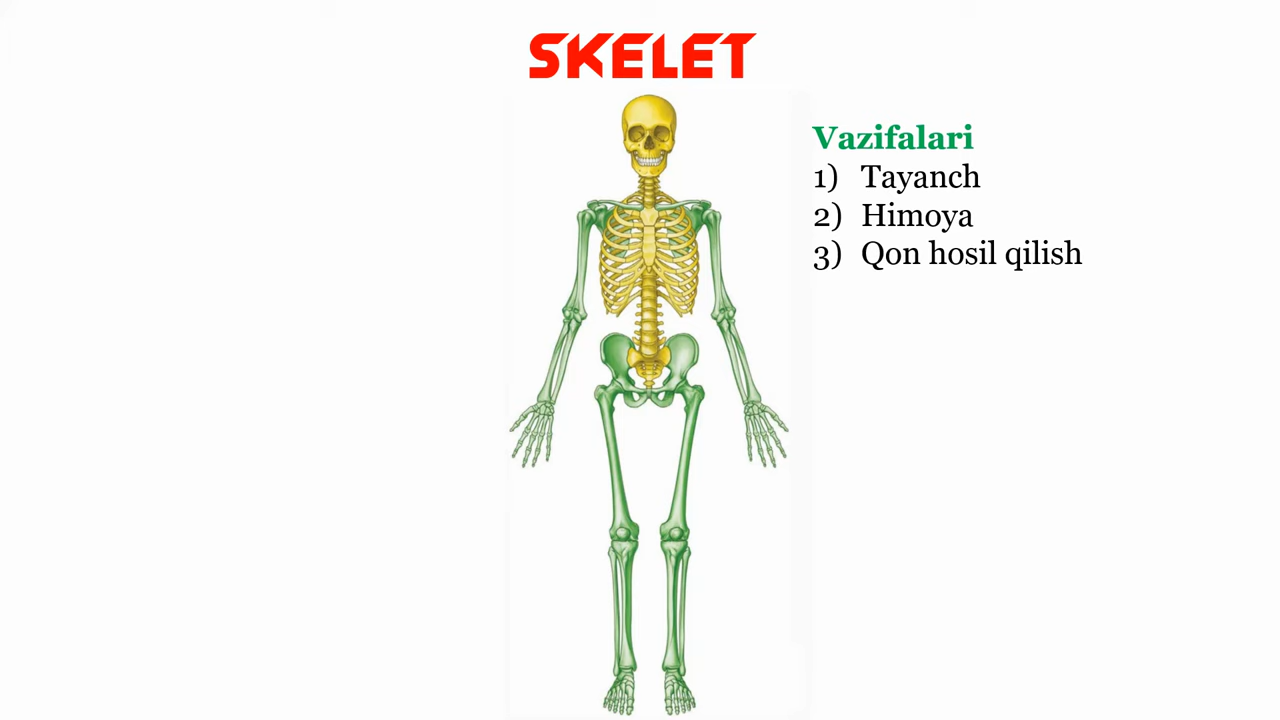 SKELET
Vazifalari
1) Tayanch
2) Himoya
3) Qon hosil qilish